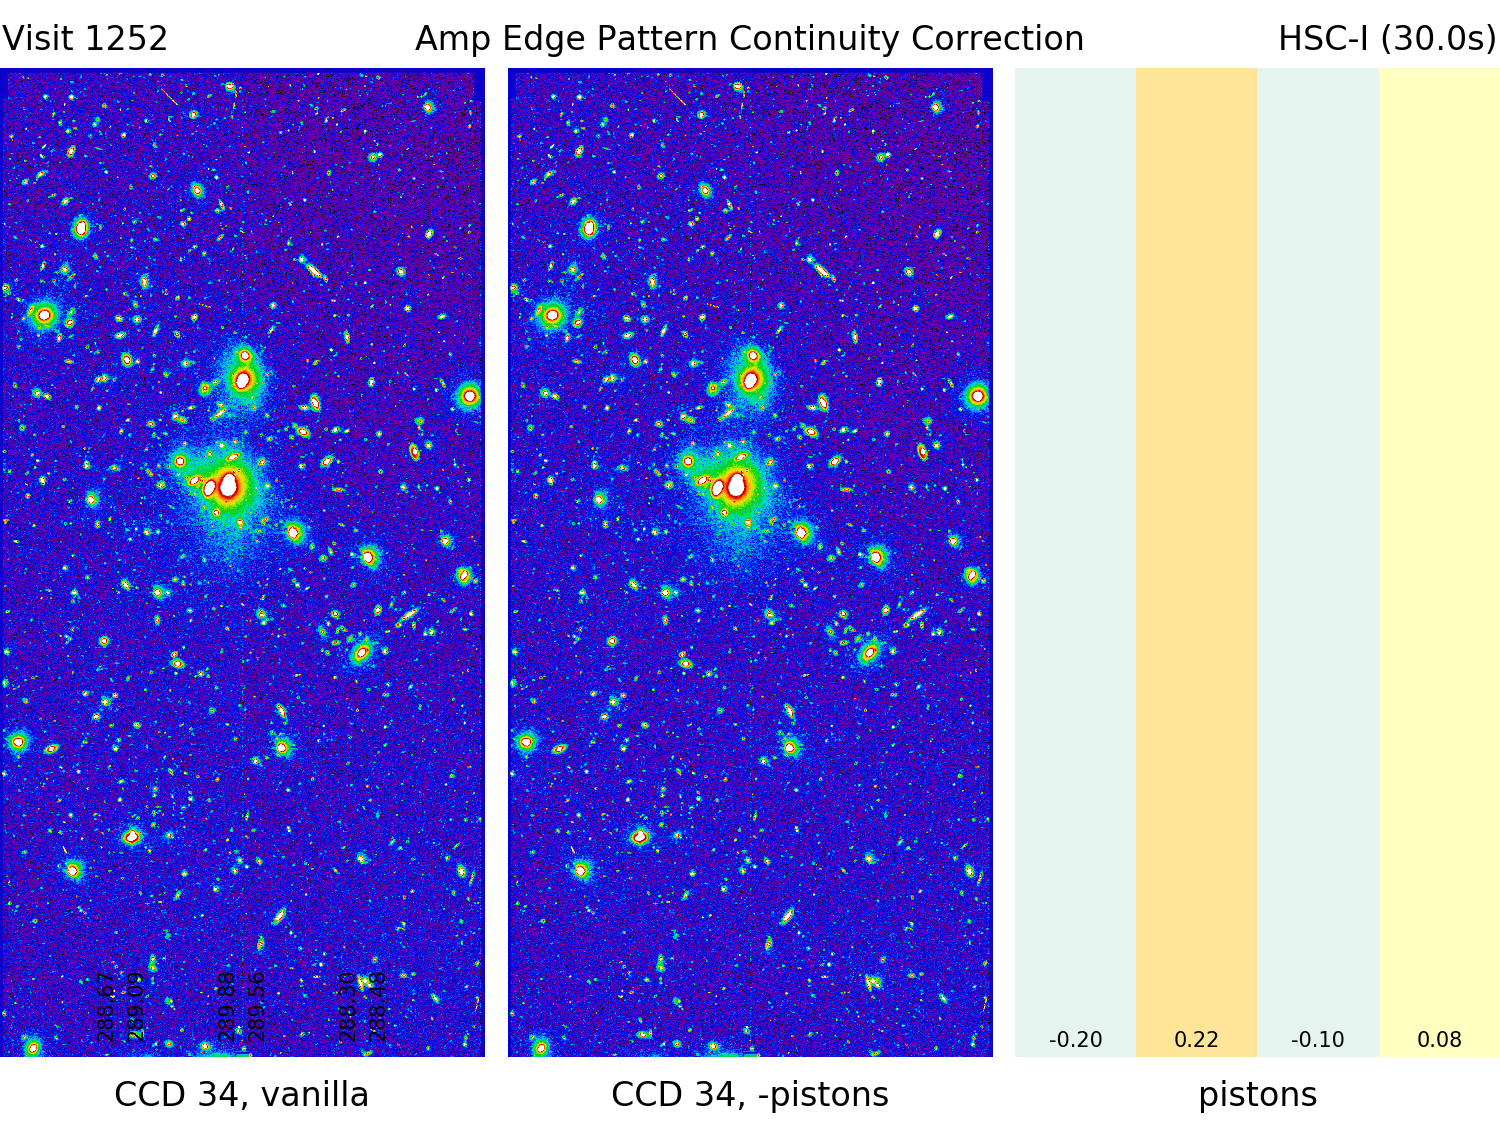 Visit 1252
Amp Edge Pattern Continuity Correction
HSC-I (30.0s)
288.67
289.09
289.88
289.56
288.30
288.48
-0.20
0.22
-0.10
0.08
CCD 34, vanilla
CCD 34, -pistons
pistons